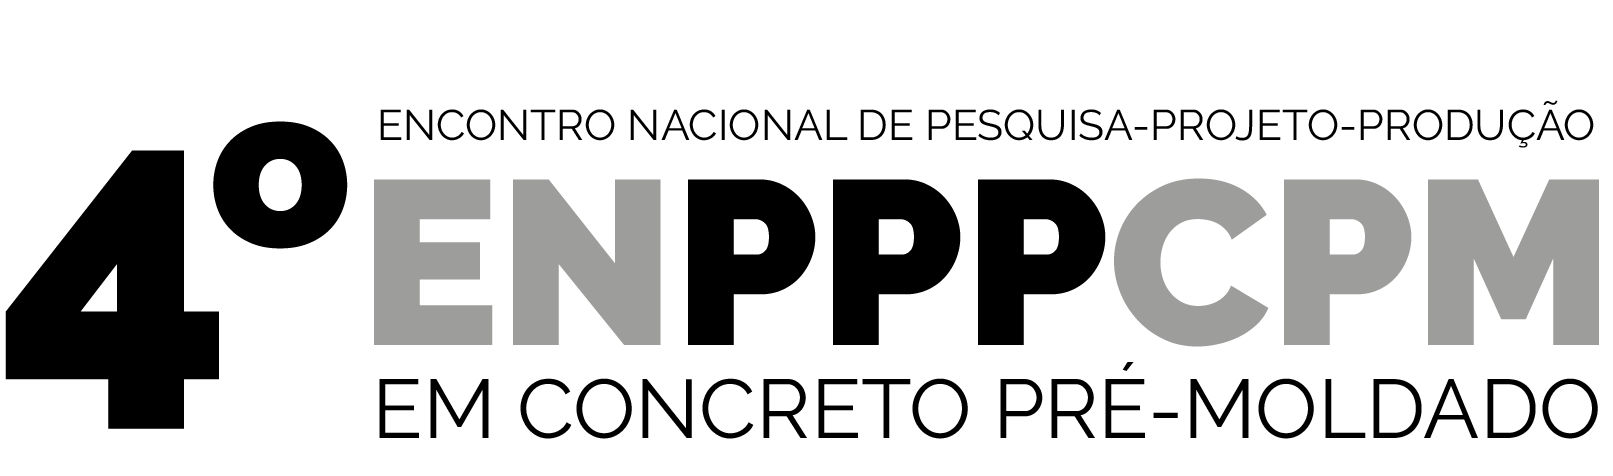 4º
ENCONTRO NACIONAL DE PESQUISA-PROJETO-PRODUÇÃO
ENPPPCPM
EM CONCRETO PRÉ-MOLDADO